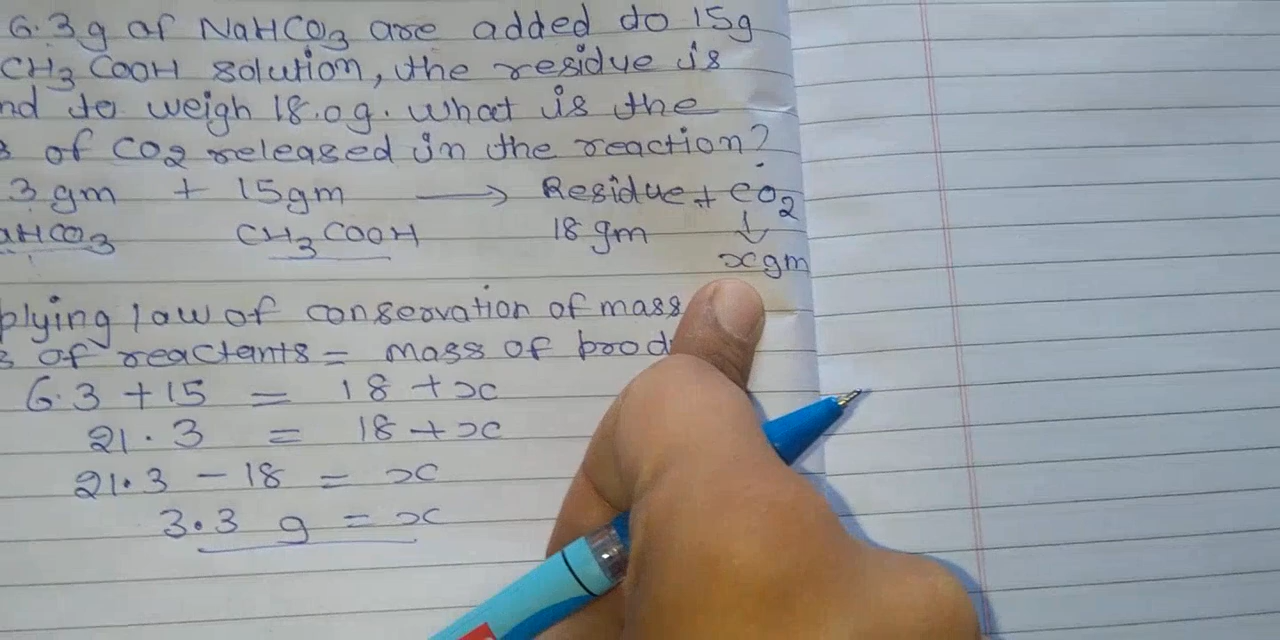 6.3g of NaHCO3 are added to 15g
CH3COOH solution, the residue is
nd to weigh 18.0g. What is the
s of CO2 released in the reaction?
3 gm + 15gm ⟶ Residue + CO2
aHCO3 CH3COOH 18 gm ↓
x gm
plying law of conservation of mass
s of reactants = mass of prod
6.3 + 15 = 18 + x
21.3 = 18 + x
21.3 - 18 = x
3.3 g = x